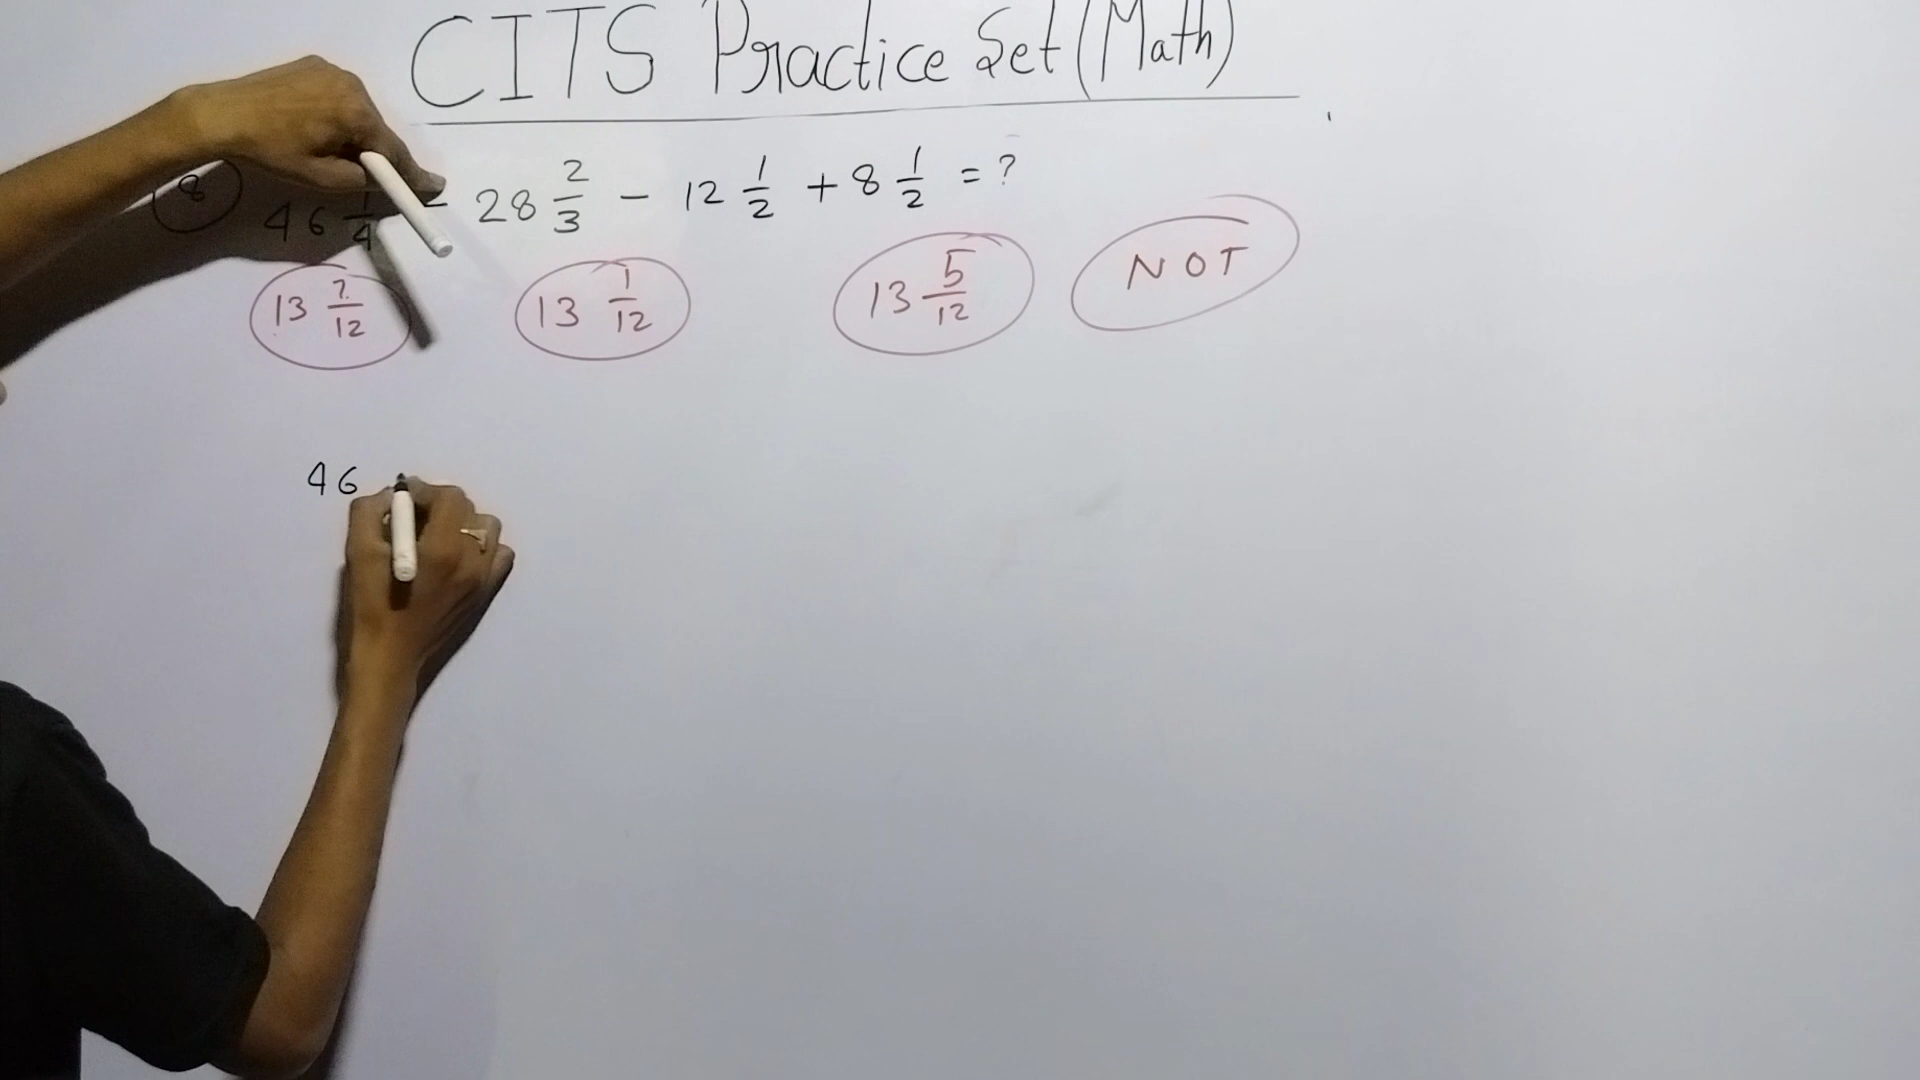 CITS Practice Set (Math)
8 46 1/4 - 28 2/3 - 12 1/2 + 8 1/2 = ?
13 7/12 13 1/12 13 5/12 NOT
46